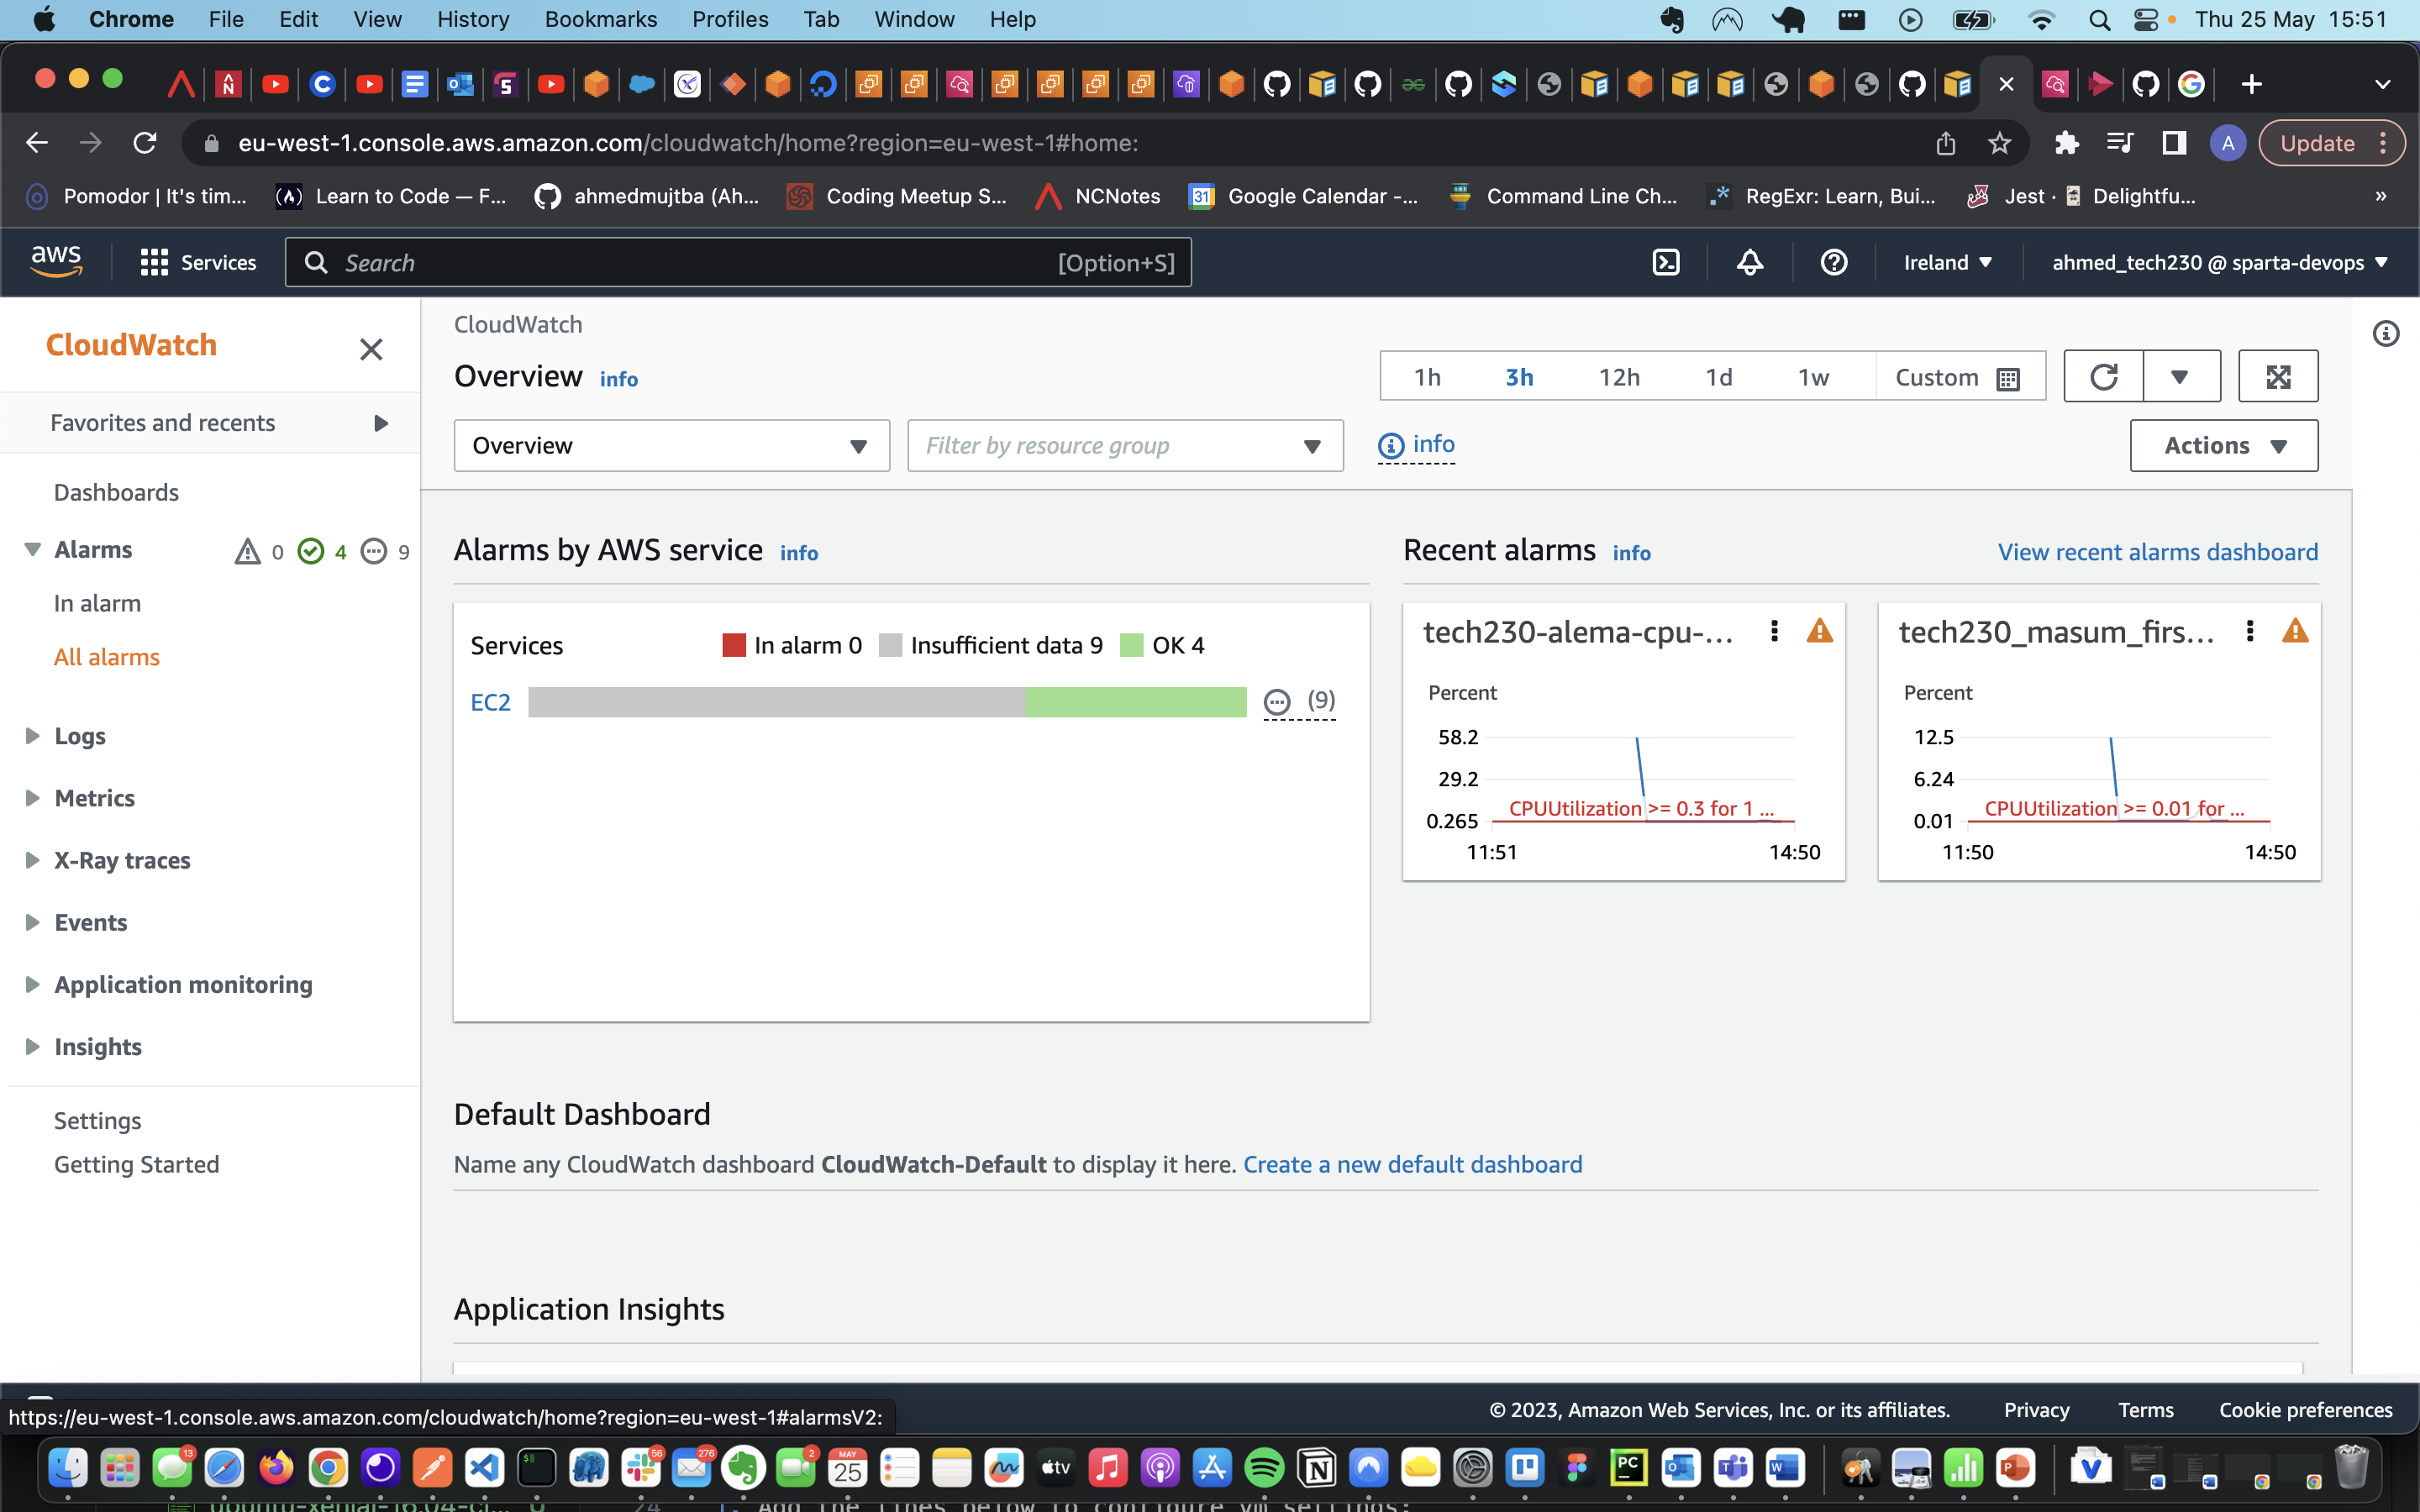 Chrome File Edit View History Bookmarks Profiles Tab Window Help Thu 25 May 15:51
eu-west-1.console.aws.amazon.com/cloudwatch/home?region=eu-west-1#home: A Update
Pomodor | It's tim... Learn to Code — F... ahmedmujtba (Ah... Coding Meetup S... NCNotes 31 Google Calendar -... Command Line Ch... RegExr: Learn, Bui... Jest · Delightfu... »
aws Services Search [Option+S] Ireland ahmed_tech230 @ sparta-devops
CloudWatch
Favorites and recents
Dashboards
Alarms 0 4 9
In alarm
All alarms
Logs
Metrics
X-Ray traces
Events
Application monitoring
Insights
Settings
Getting Started
CloudWatch
Overview info
1h 3h 12h 1d 1w Custom
Overview Filter by resource group info Actions
Alarms by AWS service info
Services In alarm 0 Insufficient data 9 OK 4
EC2 (9)
Recent alarms info View recent alarms dashboard
tech230-alema-cpu-...
Percent
58.2
29.2
CPUUtilization >= 0.3 for 1 ...
0.265
11:51 14:50
tech230_masum_firs...
Percent
12.5
6.24
CPUUtilization >= 0.01 for ...
0.01
11:50 14:50
Default Dashboard
Name any CloudWatch dashboard CloudWatch-Default to display it here. Create a new default dashboard
Application Insights
© 2023, Amazon Web Services, Inc. or its affiliates. Privacy Terms Cookie preferences
https://eu-west-1.console.aws.amazon.com/cloudwatch/home?region=eu-west-1#alarmsV2:
13 56 276 2 MAY 25 tv PC